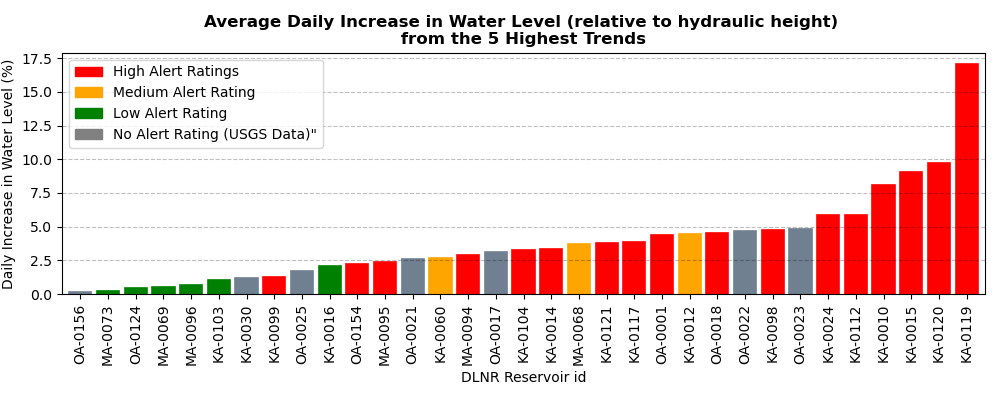 Average Daily Increase in Water Level (relative to hydraulic height)
from the 5 Highest Trends
Daily Increase in Water Level (%)
17.5
15.0
12.5
10.0
7.5
5.0
2.5
0.0
High Alert Ratings
Medium Alert Rating
Low Alert Rating
No Alert Rating (USGS Data)"
OA-0156
MA-0073
OA-0124
MA-0069
MA-0096
KA-0103
KA-0030
KA-0099
OA-0025
KA-0016
OA-0154
MA-0095
OA-0021
KA-0060
MA-0094
OA-0017
KA-0104
KA-0014
MA-0068
KA-0121
KA-0117
OA-0001
KA-0012
OA-0018
OA-0022
KA-0098
OA-0023
KA-0024
KA-0112
KA-0010
KA-0015
KA-0120
KA-0119
DLNR Reservoir id